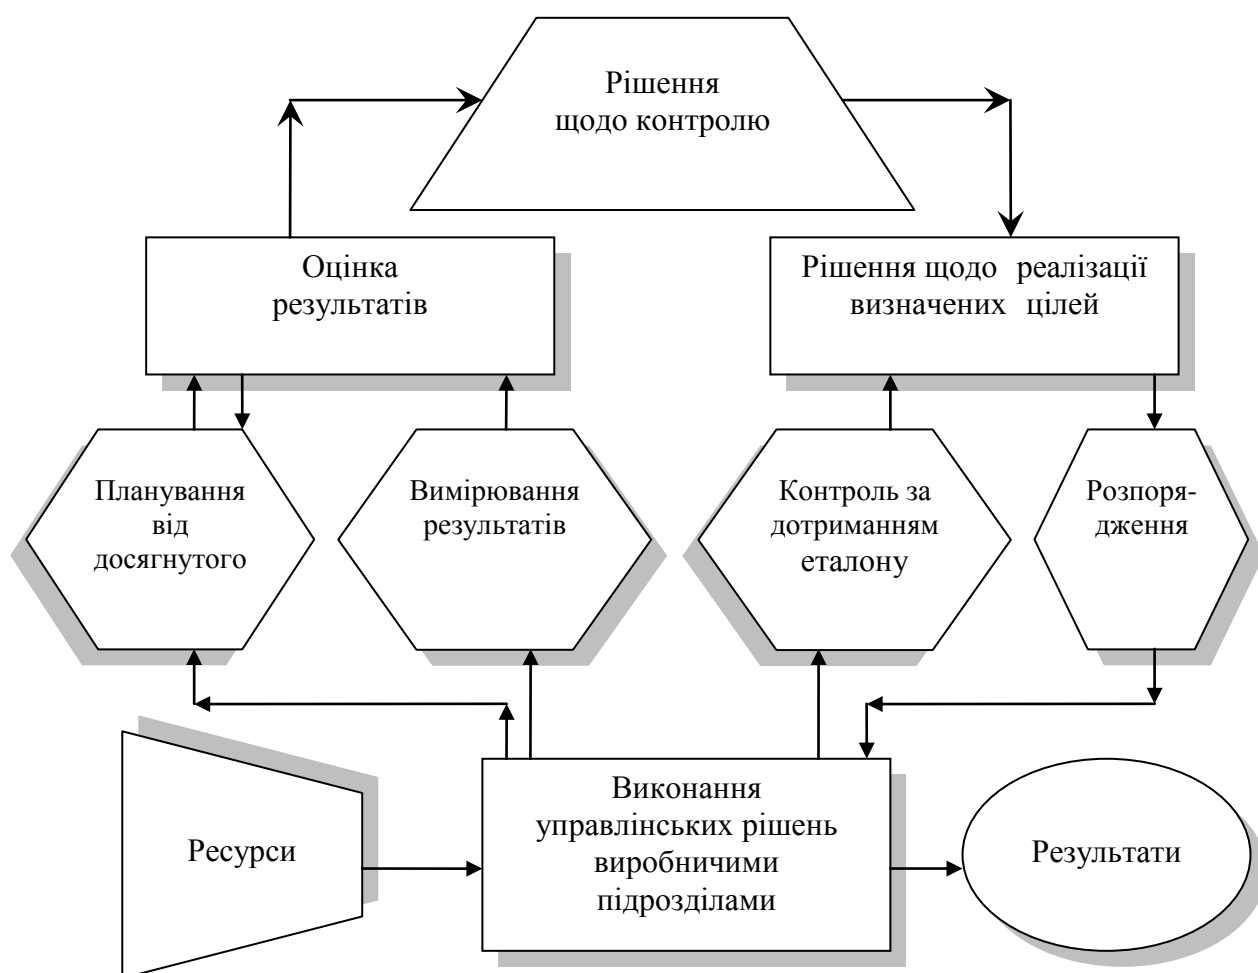 Рішення
щодо контролю
Оцінка
результатів
Рішення щодо реалізації
визначених цілей
Планування
від
досягнутого
Вимірювання
результатів
Контроль за
дотриманням
еталону
Розпоря-
дження
Ресурси
Виконання
управлінських рішень
виробничими
підрозділами
Результати